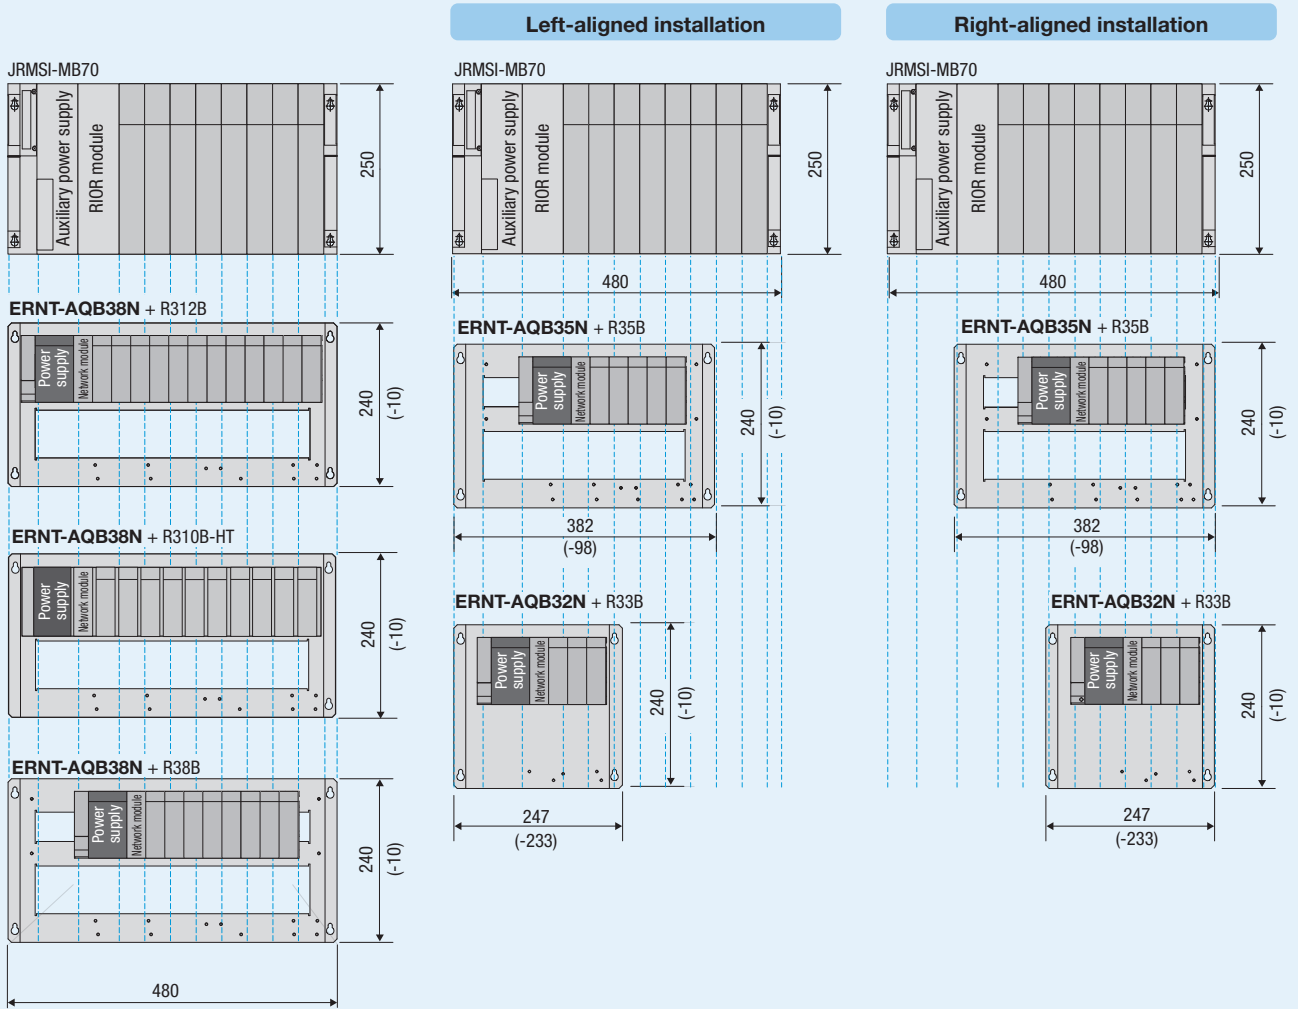 Left-aligned installation
Right-aligned installation
JRMSI-MB70
Auxiliary power supply
RIOR module
250
ERNT-AQB38N + R312B
Power
supply
Network module
240
(-10)
ERNT-AQB38N + R310B-HT
Power
supply
Network module
240
(-10)
ERNT-AQB38N + R38B
Power
supply
Network module
240
(-10)
480
JRMSI-MB70
Auxiliary power supply
RIOR module
250
480
ERNT-AQB35N + R35B
Power
supply
Network module
240
(-10)
382
(-98)
ERNT-AQB32N + R33B
Power
supply
Network module
240
(-10)
247
(-233)
JRMSI-MB70
Auxiliary power supply
RIOR module
250
480
ERNT-AQB35N + R35B
Power
supply
Network module
240
(-10)
382
(-98)
ERNT-AQB32N + R33B
Power
supply
Network module
240
(-10)
247
(-233)